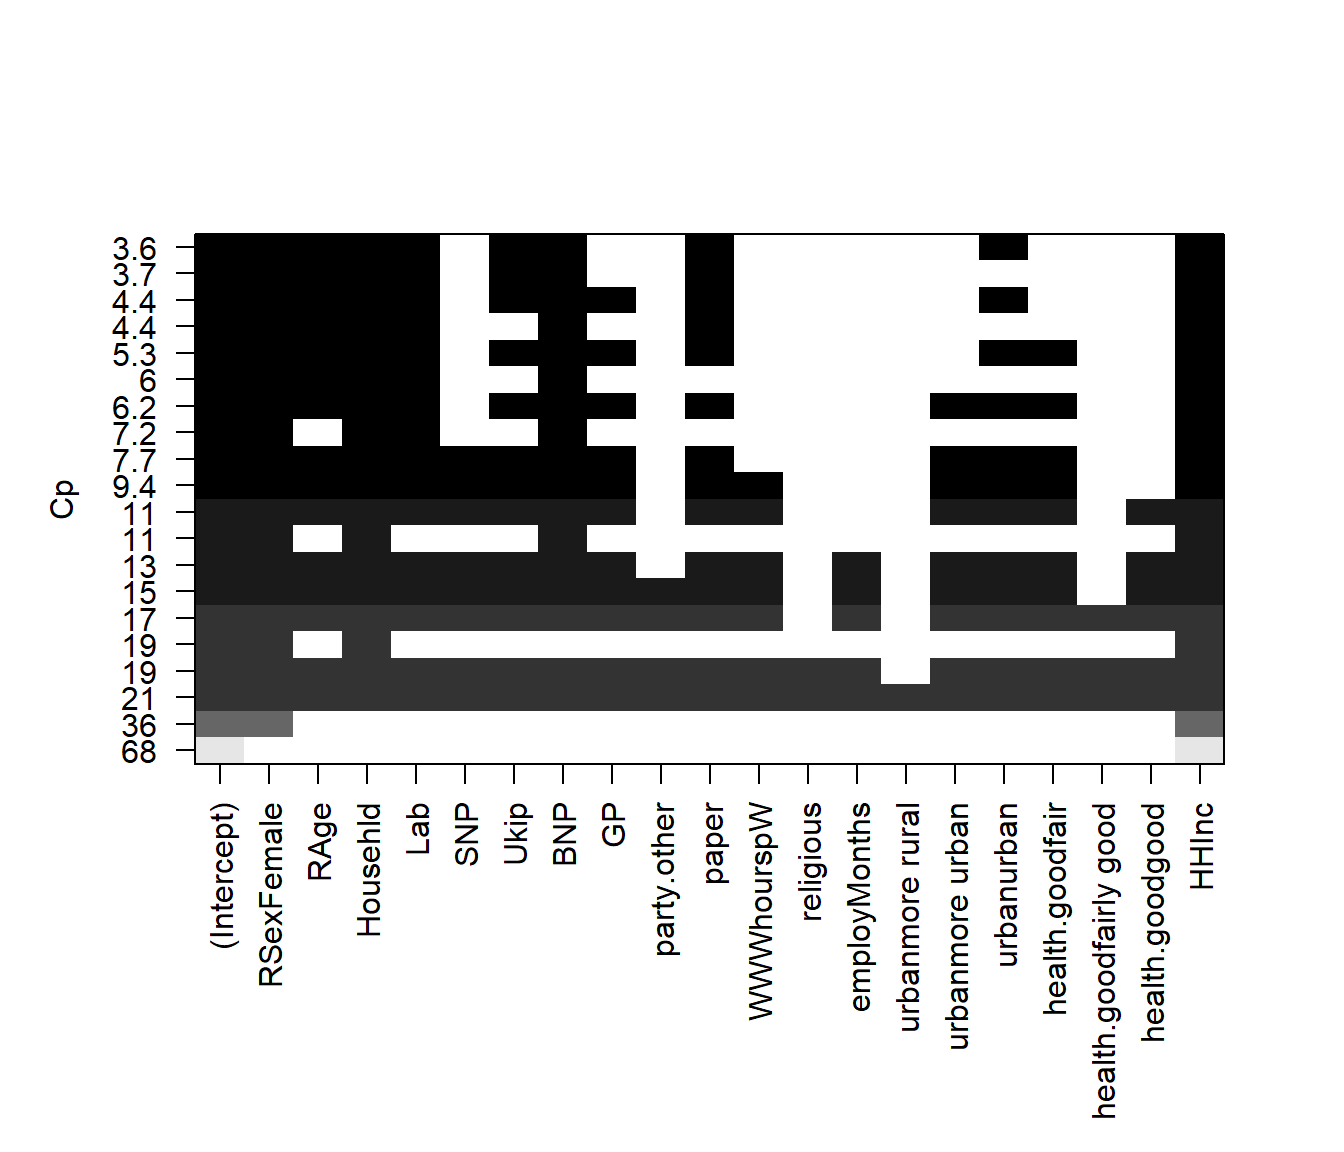 Cp
3.6
3.7
4.4
4.4
5.3
6
6.2
7.2
7.7
9.4
11
11
13
15
17
19
19
21
36
68
(Intercept)
RSexFemale
RAge
Househld
Lab
SNP
Ukip
BNP
GP
party.other
paper
WWWhourspW
religious
employMonths
urbanmore rural
urbanmore urban
urbanurban
health.goodfair
health.goodfairly good
health.goodgood
HHInc